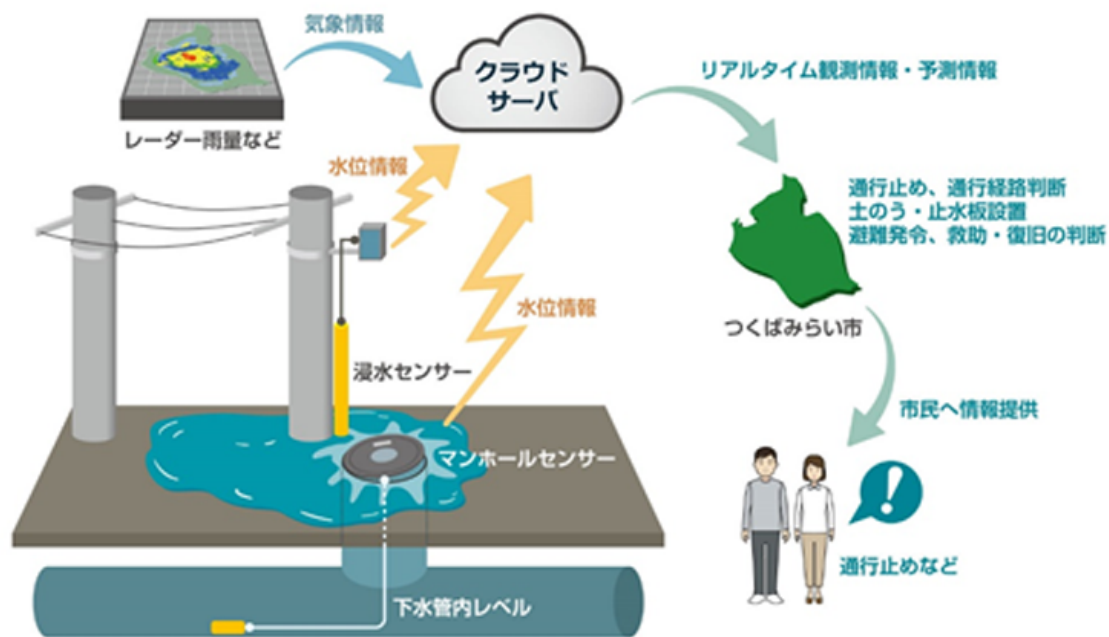 気象情報
クラウド
サーバ
リアルタイム観測情報・予測情報
レーダー雨量など
水位情報
通行止め、通行経路判断
土のう・止水板設置
避難発令、救助・復旧の判断
水位情報
つくばみらい市
浸水センサー
市民へ情報提供
マンホールセンサー
通行止めなど
下水管内レベル